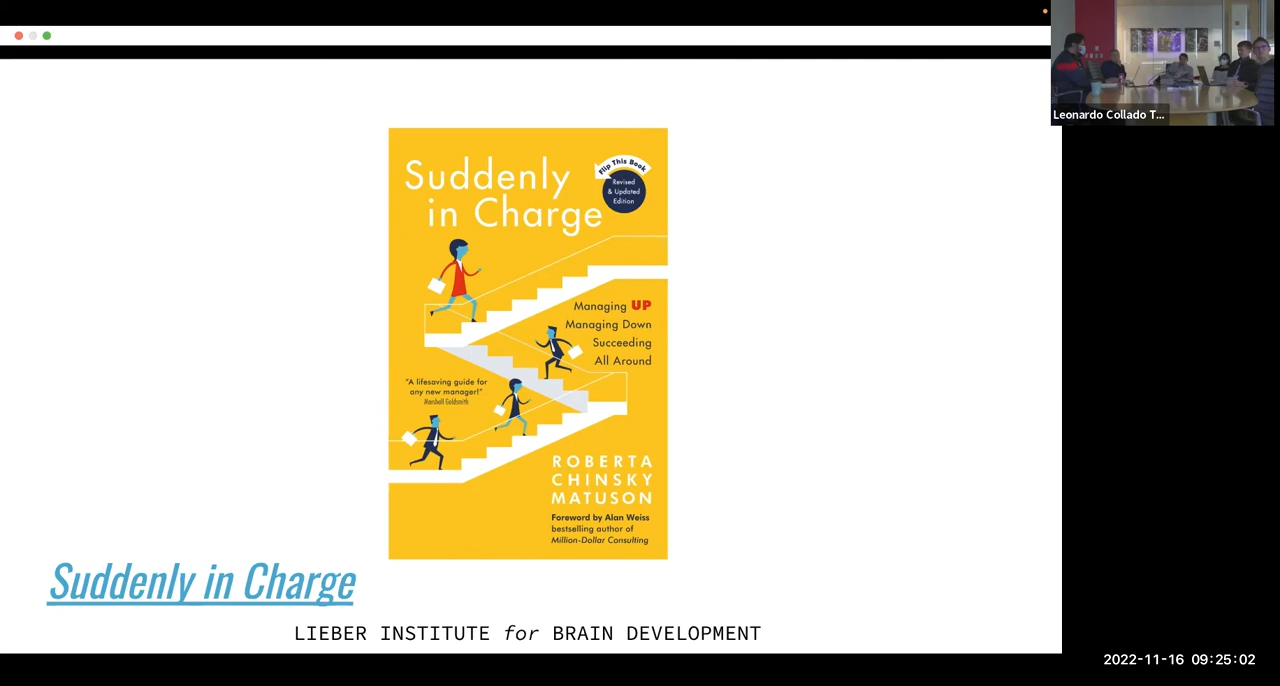 Leonardo Collado T...
Suddenly
in Charge
Flip This Book
Revised
& Updated
Edition
Managing UP
Managing Down
Succeeding
All Around
"A lifesaving guide for
any new manager!"
Marshall Goldsmith
ROBERTA
CHINSKY
MATUSON
Foreword by Alan Weiss
bestselling author of
Million-Dollar Consulting
Suddenly in Charge
LIEBER INSTITUTE for BRAIN DEVELOPMENT
2022-11-16 09:25:02